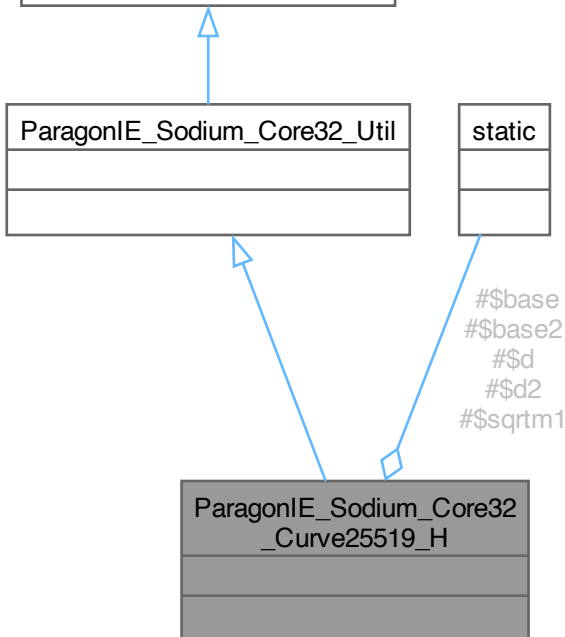 ParagonIE_Sodium_Core32_Util
static
#$base
#$base2
#$d
#$d2
#$sqrtm1
ParagonIE_Sodium_Core32
_Curve25519_H